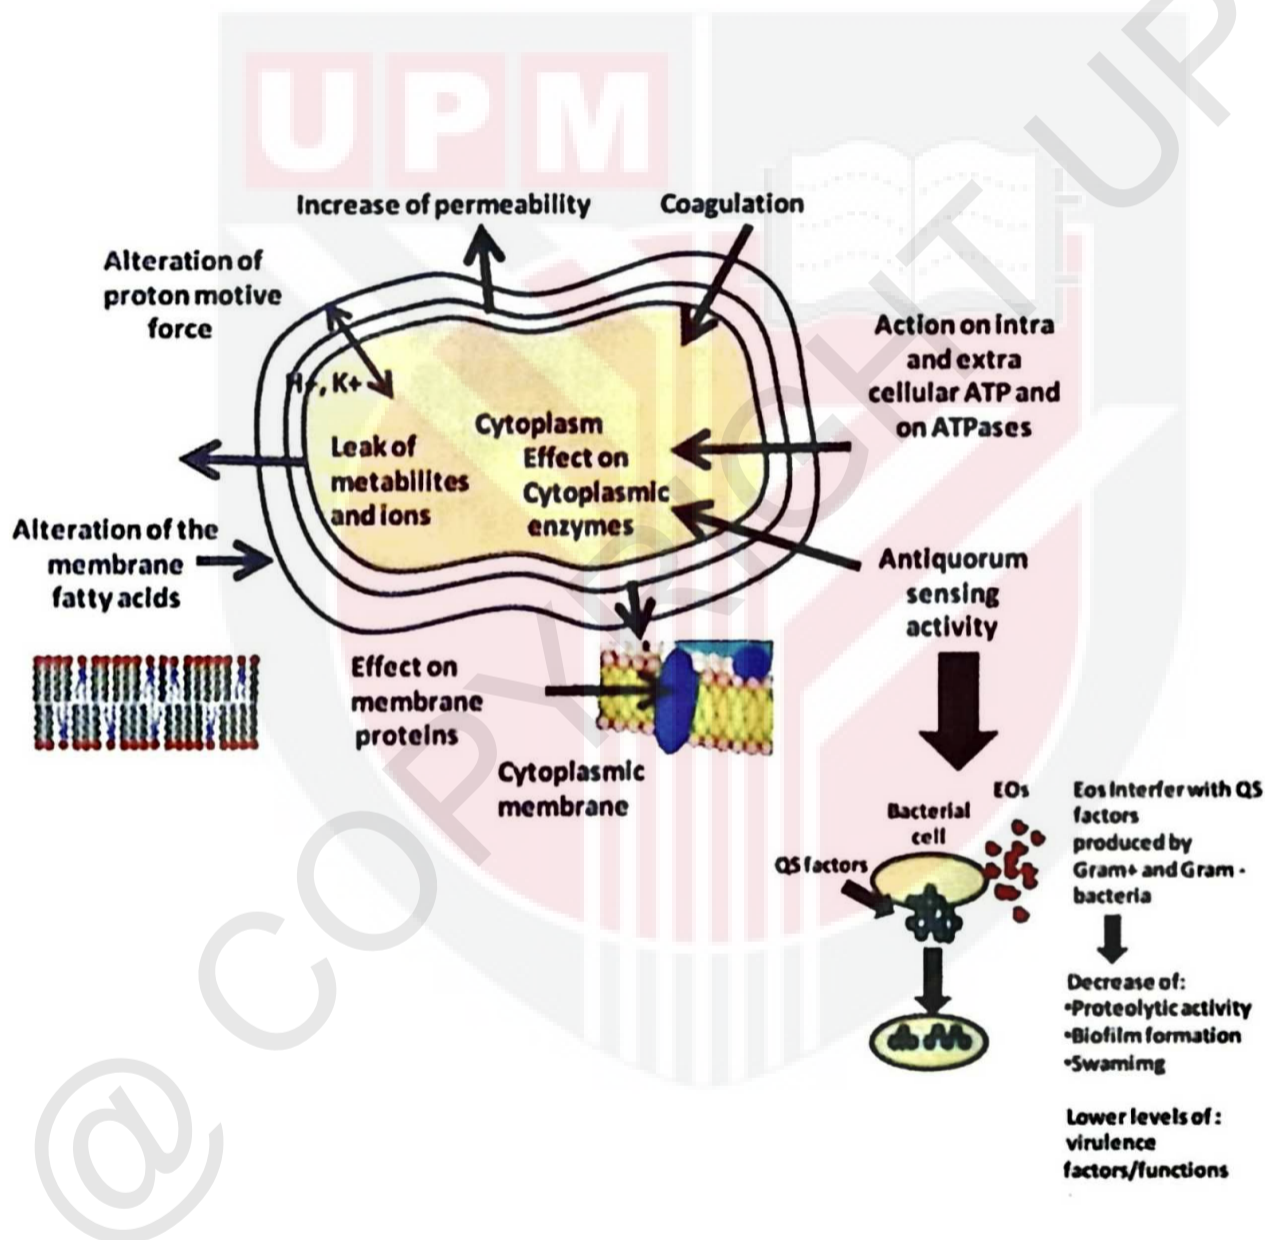 UPM
@ COPYRIGHT UP
Increase of permeability
Coagulation
Alteration of
proton motive
force
H+, K+
Action on intra
and extra
cellular ATP and
on ATPases
Cytoplasm
Effect on
Cytoplasmic
enzymes
Leak of
metabilites
and ions
Alteration of the
membrane
fatty acids
Antiquorum
sensing
activity
Effect on
membrane
proteins
Cytoplasmic
membrane
EOs
Bacterial
cell
QS factors
Eos Interfer with QS
factors
produced by
Gram+ and Gram -
bacteria
Decrease of:
•Proteolytic activity
•Biofilm formation
•Swamimg
Lower levels of :
virulence
factors/functions